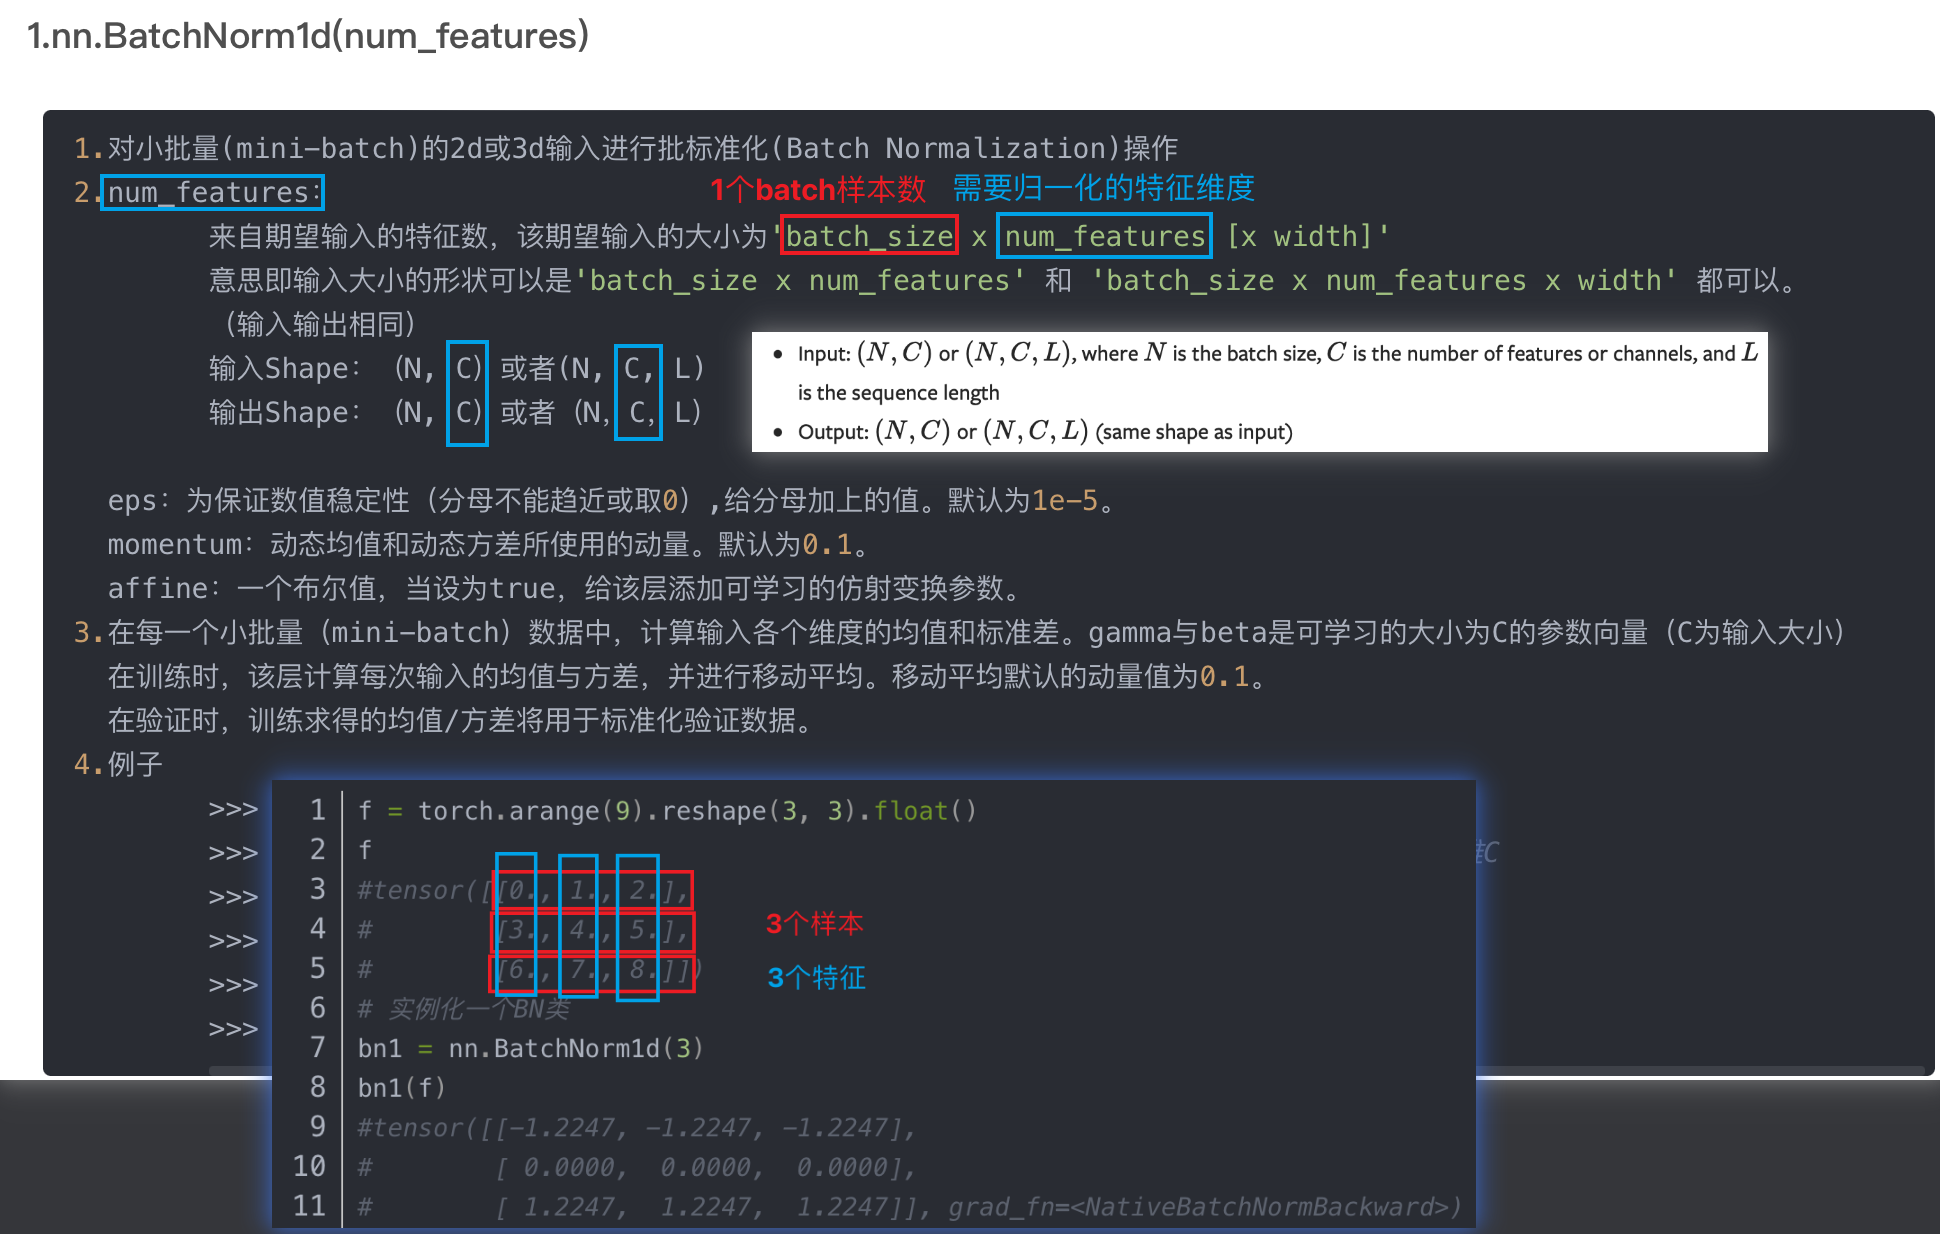 1.nn.BatchNorm1d(num_features)
1.对小批量(mini-batch)的2d或3d输入进行批标准化(Batch Normalization)操作
2.num_features:
1个batch样本数 需要归一化的特征维度
来自期望输入的特征数，该期望输入的大小为'batch_size x num_features [x width]'
意思即输入大小的形状可以是'batch_size x num_features' 和 'batch_size x num_features x width' 都可以。
（输入输出相同）
输入Shape：（N, C）或者(N, C, L)
输出Shape：（N, C）或者（N, C, L）
• Input: (N, C) or (N, C, L), where N is the batch size, C is the number of features or channels, and L
is the sequence length
• Output: (N, C) or (N, C, L) (same shape as input)
eps：为保证数值稳定性（分母不能趋近或取0）,给分母加上的值。默认为1e-5。
momentum：动态均值和动态方差所使用的动量。默认为0.1。
affine：一个布尔值，当设为true，给该层添加可学习的仿射变换参数。
3.在每一个小批量（mini-batch）数据中，计算输入各个维度的均值和标准差。gamma与beta是可学习的大小为C的参数向量（C为输入大小）
在训练时，该层计算每次输入的均值与方差，并进行移动平均。移动平均默认的动量值为0.1。
在验证时，训练求得的均值/方差将用于标准化验证数据。
4.例子
>>>
>>> C
>>>
>>>
>>>
>>>
1 f = torch.arange(9).reshape(3, 3).float()
2 f
3 #tensor([[0., 1., 2.],
4 # [3., 4., 5.],
5 # [6., 7., 8.]])
3个样本
3个特征
6 # 实例化一个BN类
7 bn1 = nn.BatchNorm1d(3)
8 bn1(f)
9 #tensor([[-1.2247, -1.2247, -1.2247],
10 # [ 0.0000, 0.0000, 0.0000],
11 # [ 1.2247, 1.2247, 1.2247]], grad_fn=<NativeBatchNormBackward>)